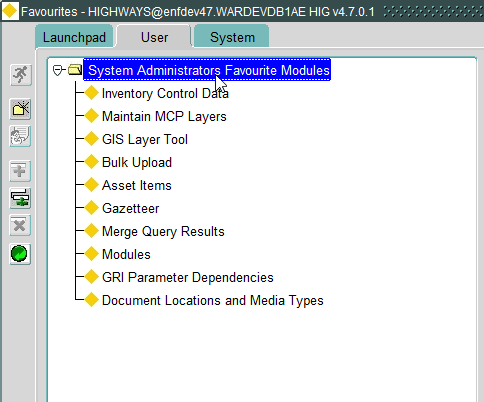 Favourites - HIGHWAYS@enfdev47.WARDEVDB1AE HIG v4.7.0.1
Launchpad User System
System Administrators Favourite Modules
Inventory Control Data
Maintain MCP Layers
GIS Layer Tool
Bulk Upload
Asset Items
Gazetteer
Merge Query Results
Modules
GRI Parameter Dependencies
Document Locations and Media Types